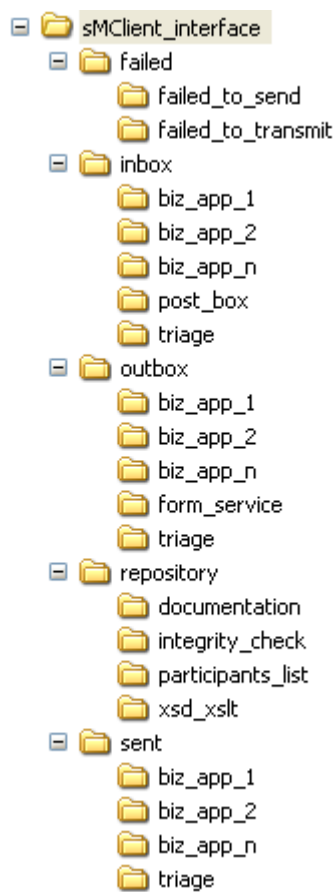 sMClient_interface
failed
failed_to_send
failed_to_transmit
inbox
biz_app_1
biz_app_2
biz_app_n
post_box
triage
outbox
biz_app_1
biz_app_2
biz_app_n
form_service
triage
repository
documentation
integrity_check
participants_list
xsd_xslt
sent
biz_app_1
biz_app_2
biz_app_n
triage